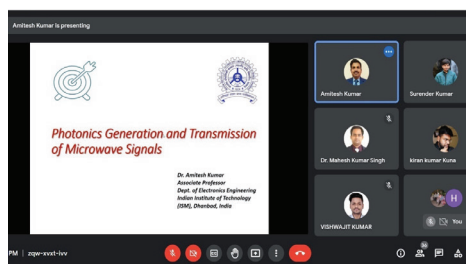 Amitesh Kumar is presenting
Photonics Generation and Transmission
of Microwave Signals
Dr. Amitesh Kumar
Associate Professor
Dept. of Electronics Engineering
Indian Institute of Technology
(ISM), Dhanbad, India
Amitesh Kumar
Surender Kumar
Dr. Mahesh Kumar Singh
kiran kumar Kuna
VISHWAJIT KUMAR
H
You
PM | zqw-xvxt-ivv